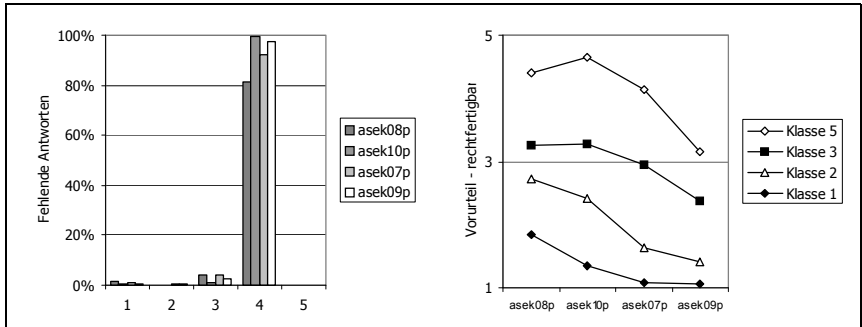 Fehlende Antworten
100%
80%
60%
40%
20%
0%
1 2 3 4 5
asek08p
asek10p
asek07p
asek09p
Vorurteil - rechtfertigbar
5
3
1
asek08p asek10p asek07p asek09p
Klasse 5
Klasse 3
Klasse 2
Klasse 1